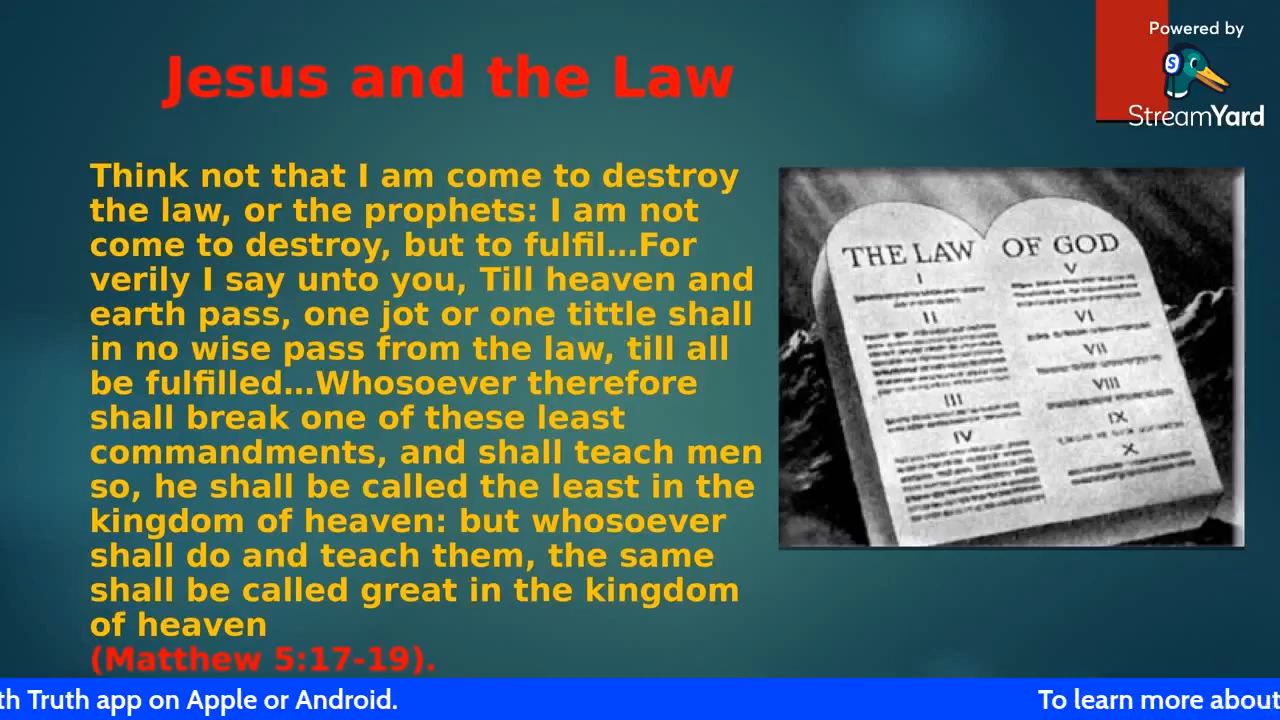 Powered by
StreamYard
Jesus and the Law
Think not that I am come to destroy
the law, or the prophets: I am not
come to destroy, but to fulfil...For
verily I say unto you, Till heaven and
earth pass, one jot or one tittle shall
in no wise pass from the law, till all
be fulfilled...Whosoever therefore
shall break one of these least
commandments, and shall teach men
so, he shall be called the least in the
kingdom of heaven: but whosoever
shall do and teach them, the same
shall be called great in the kingdom
of heaven
(Matthew 5:17-19).
THE LAW OF GOD
I
II
III
IV
V
VI
VII
VIII
IX
X
th Truth app on Apple or Android.
To learn more about